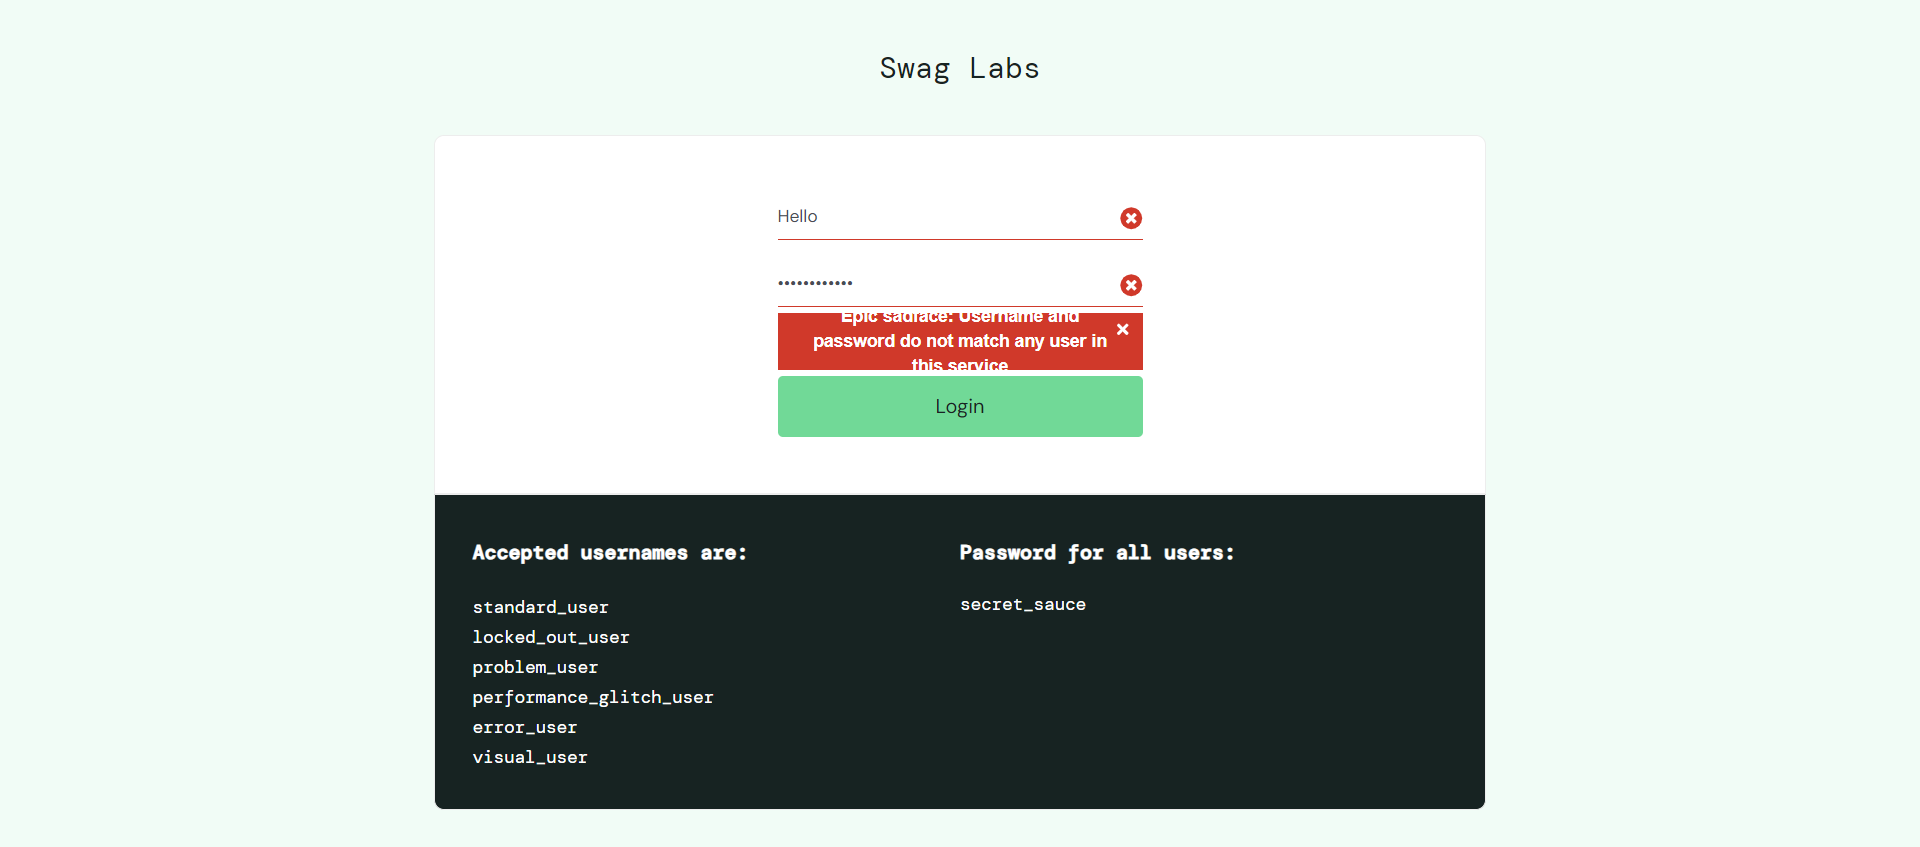 Swag Labs
Hello
••••••••••••
Epic sadface: Username and
password do not match any user in
this service
Login
Accepted usernames are:
standard_user
locked_out_user
problem_user
performance_glitch_user
error_user
visual_user
Password for all users:
secret_sauce